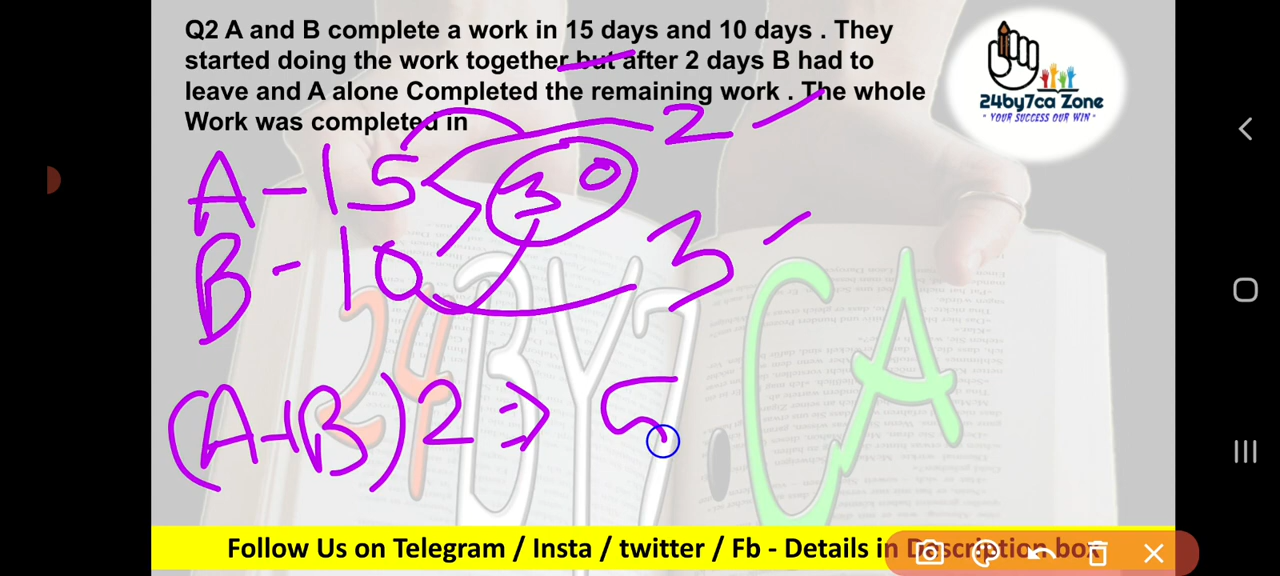 Q2 A and B complete a work in 15 days and 10 days . They
started doing the work together but after 2 days B had to
leave and A alone Completed the remaining work . The whole
Work was completed in
24by7ca Zone
" YOUR SUCCESS OUR WIN "
A - 15 30 2
B - 10 3
(A+B) 2 => 5
24BY7.CA
Follow Us on Telegram / Insta / twitter / Fb - Details in Description box